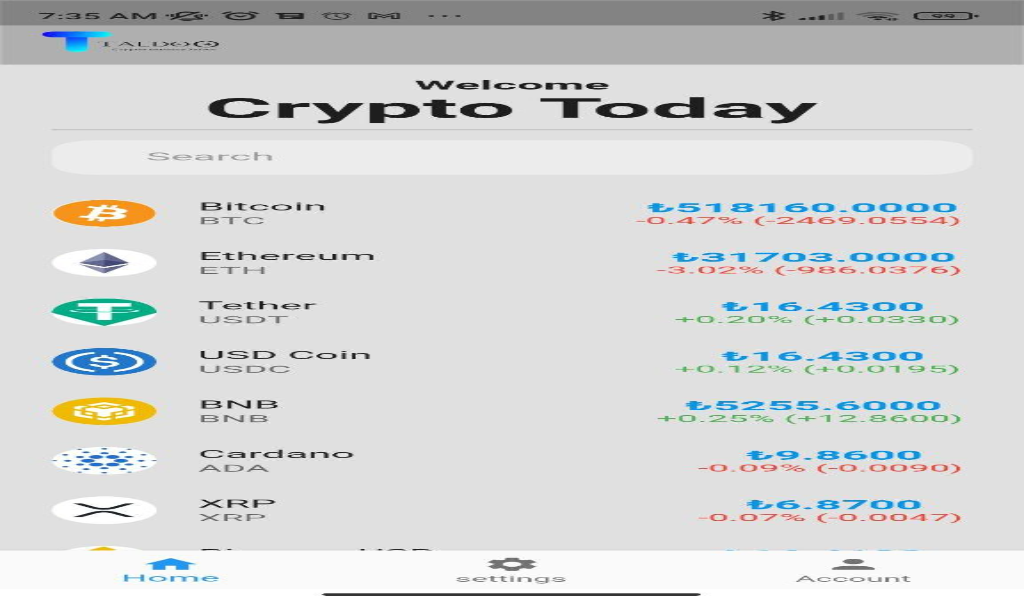 7:35 AM
99
TALDOO
Welcome
Crypto Today
Search
Bitcoin ₺518160.0000
BTC -0.47% (-2469.0554)
Ethereum ₺31703.0000
ETH -3.02% (-986.0376)
Tether ₺16.4300
USDT +0.20% (+0.0330)
USD Coin ₺16.4300
USDC +0.12% (+0.0195)
BNB ₺5255.6000
BNB +0.25% (+12.8600)
Cardano ₺9.8600
ADA -0.09% (-0.0090)
XRP ₺6.8700
XRP -0.07% (-0.0047)
Home settings Account